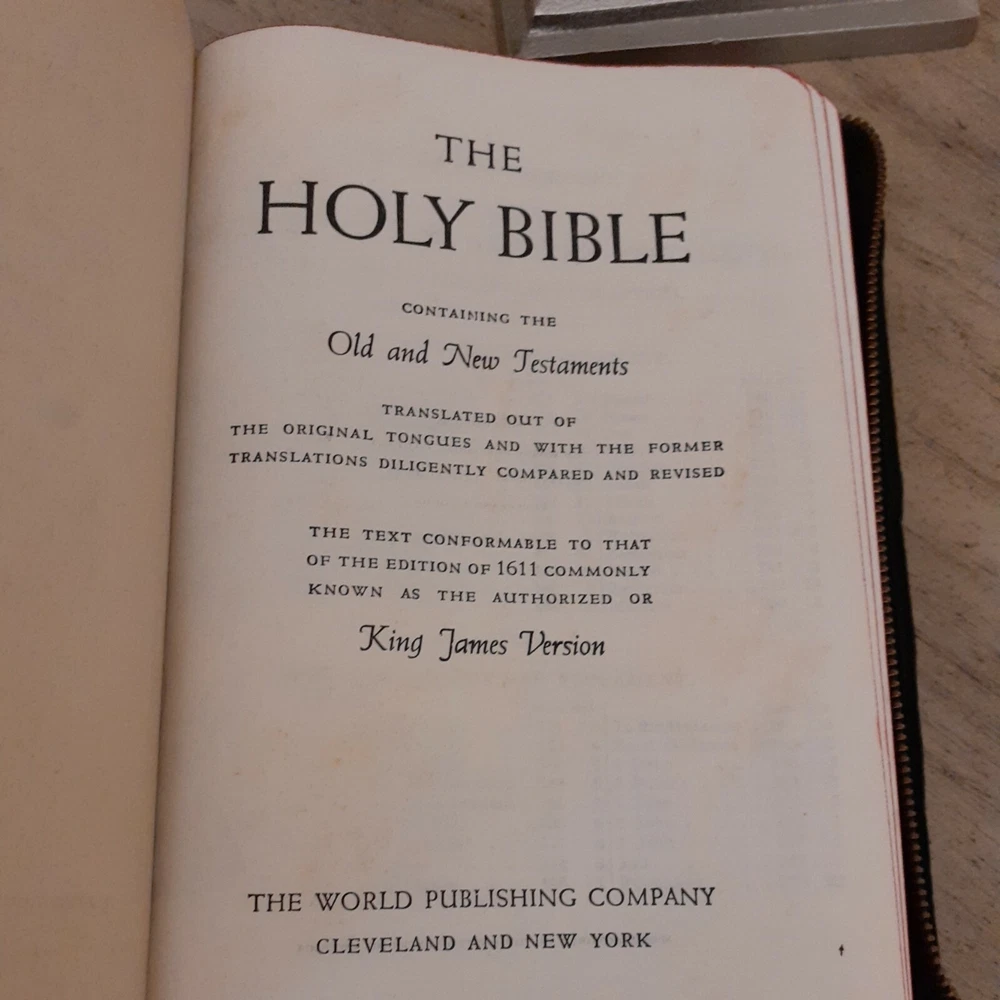 THE
HOLY BIBLE
CONTAINING THE
Old and New Testaments
TRANSLATED OUT OF
THE ORIGINAL TONGUES AND WITH THE FORMER
TRANSLATIONS DILIGENTLY COMPARED AND REVISED
THE TEXT CONFORMABLE TO THAT
OF THE EDITION OF 1611 COMMONLY
KNOWN AS THE AUTHORIZED OR
King James Version
THE WORLD PUBLISHING COMPANY
CLEVELAND AND NEW YORK